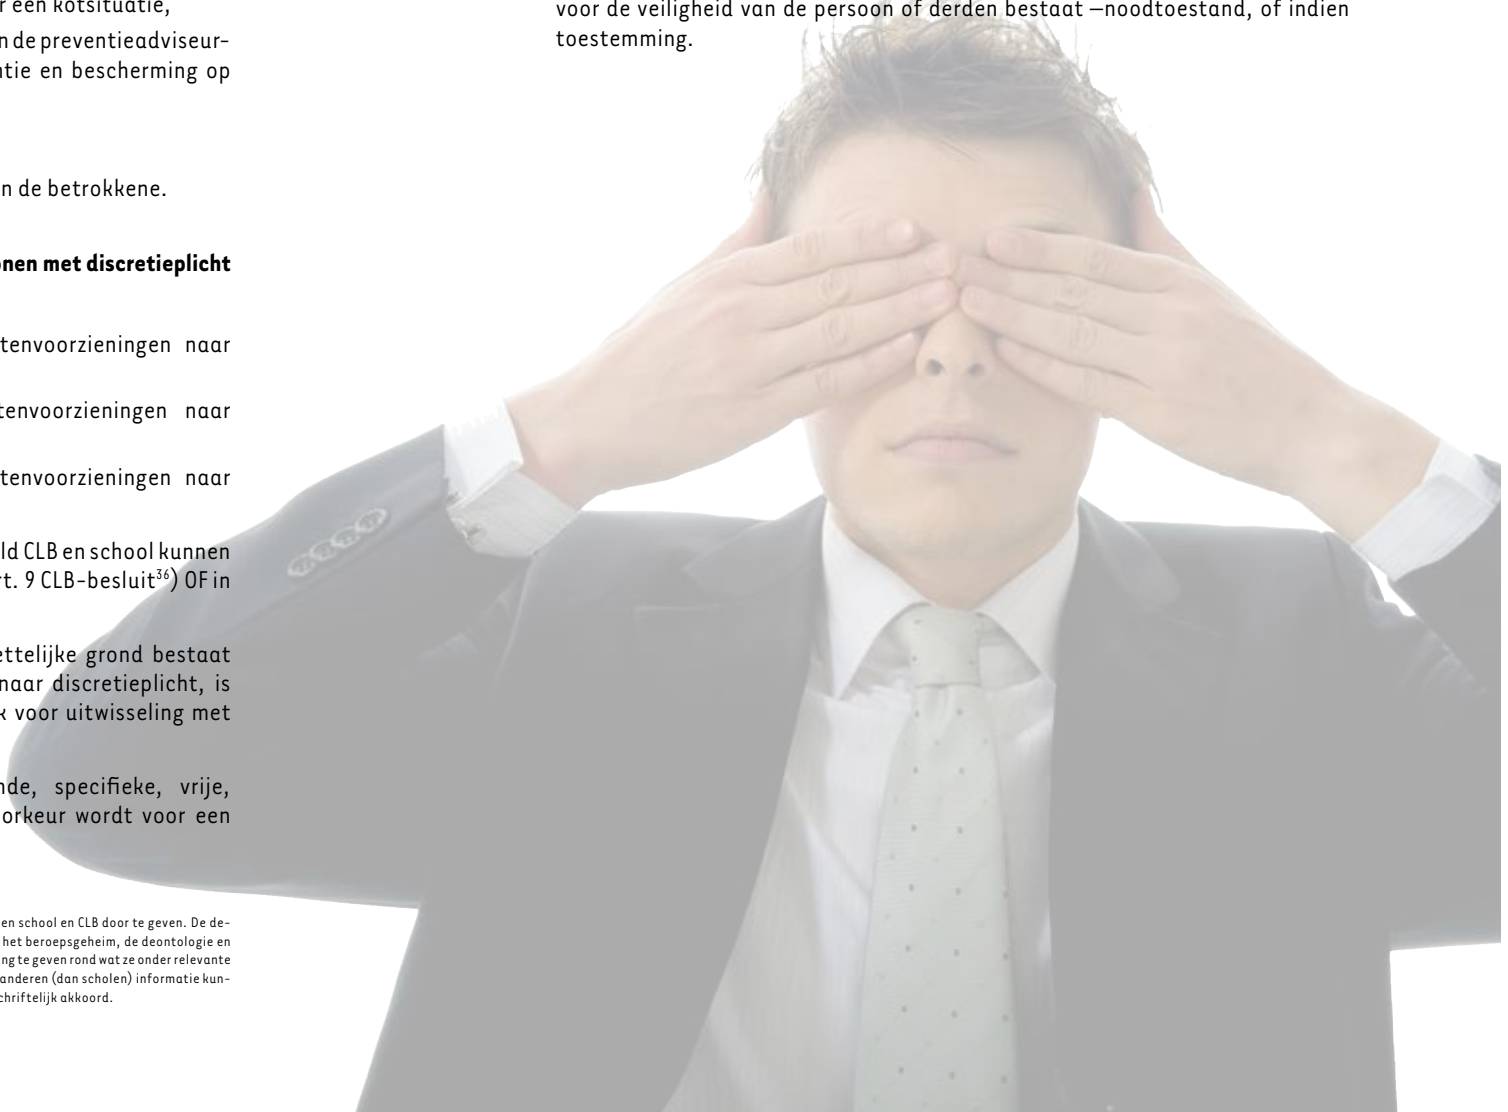 r een kotsituatie,
n de preventieadviseur-
ntie en bescherming op
n de betrokkene.
onen met discretieplicht
tenvoorzieningen naar
tenvoorzieningen naar
tenvoorzieningen naar
ld CLB en school kunnen
rt. 9 CLB-besluit³⁶) OF in
ettelijke grond bestaat
naar discretieplicht, is
k voor uitwisseling met
nde, specifieke, vrije,
orkeur wordt voor een
en school en CLB door te geven. De de-
het beroepsgeheim, de deontologie en
ng te geven rond wat ze onder relevante
anderen (dan scholen) informatie kun-
chriftelijk akkoord.
voor de veiligheid van de persoon of derden bestaat –noodtoestand, of indien
toestemming.